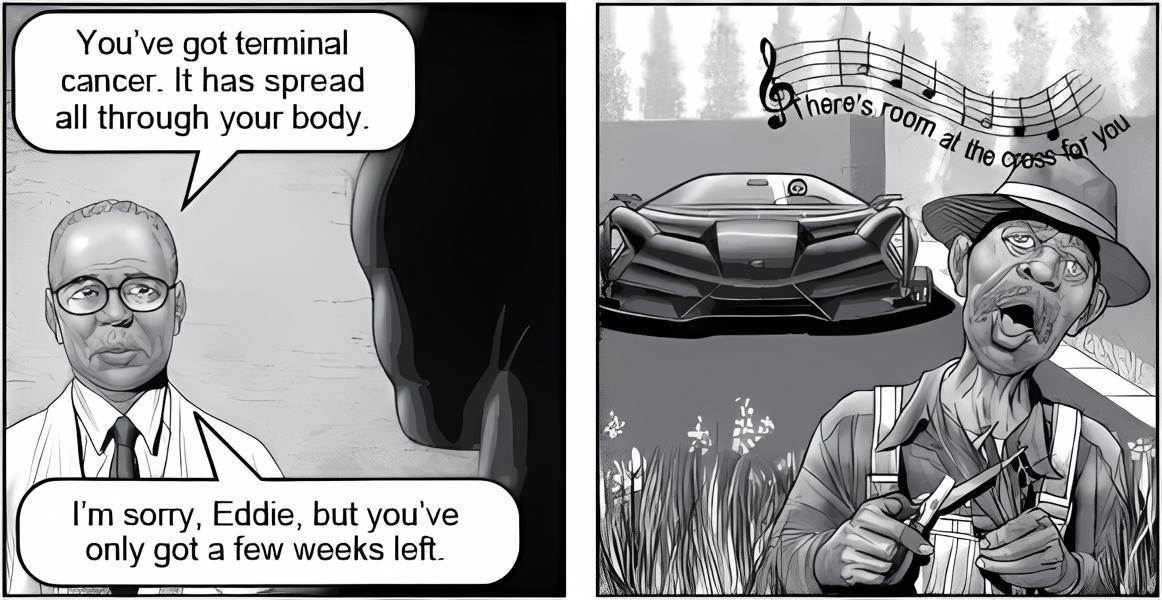 You've got terminal
cancer. It has spread
all through your body.
I'm sorry, Eddie, but you've
only got a few weeks left.
There's room at the cross for you